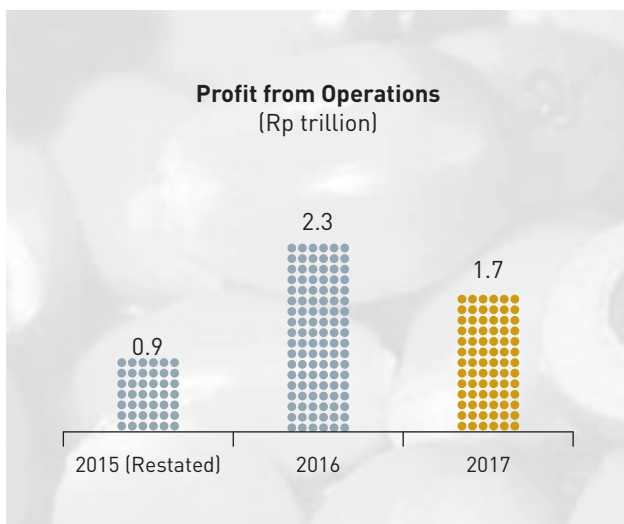 Profit from Operations
(Rp trillion)
2.3
1.7
0.9
2015 (Restated)
2016
2017